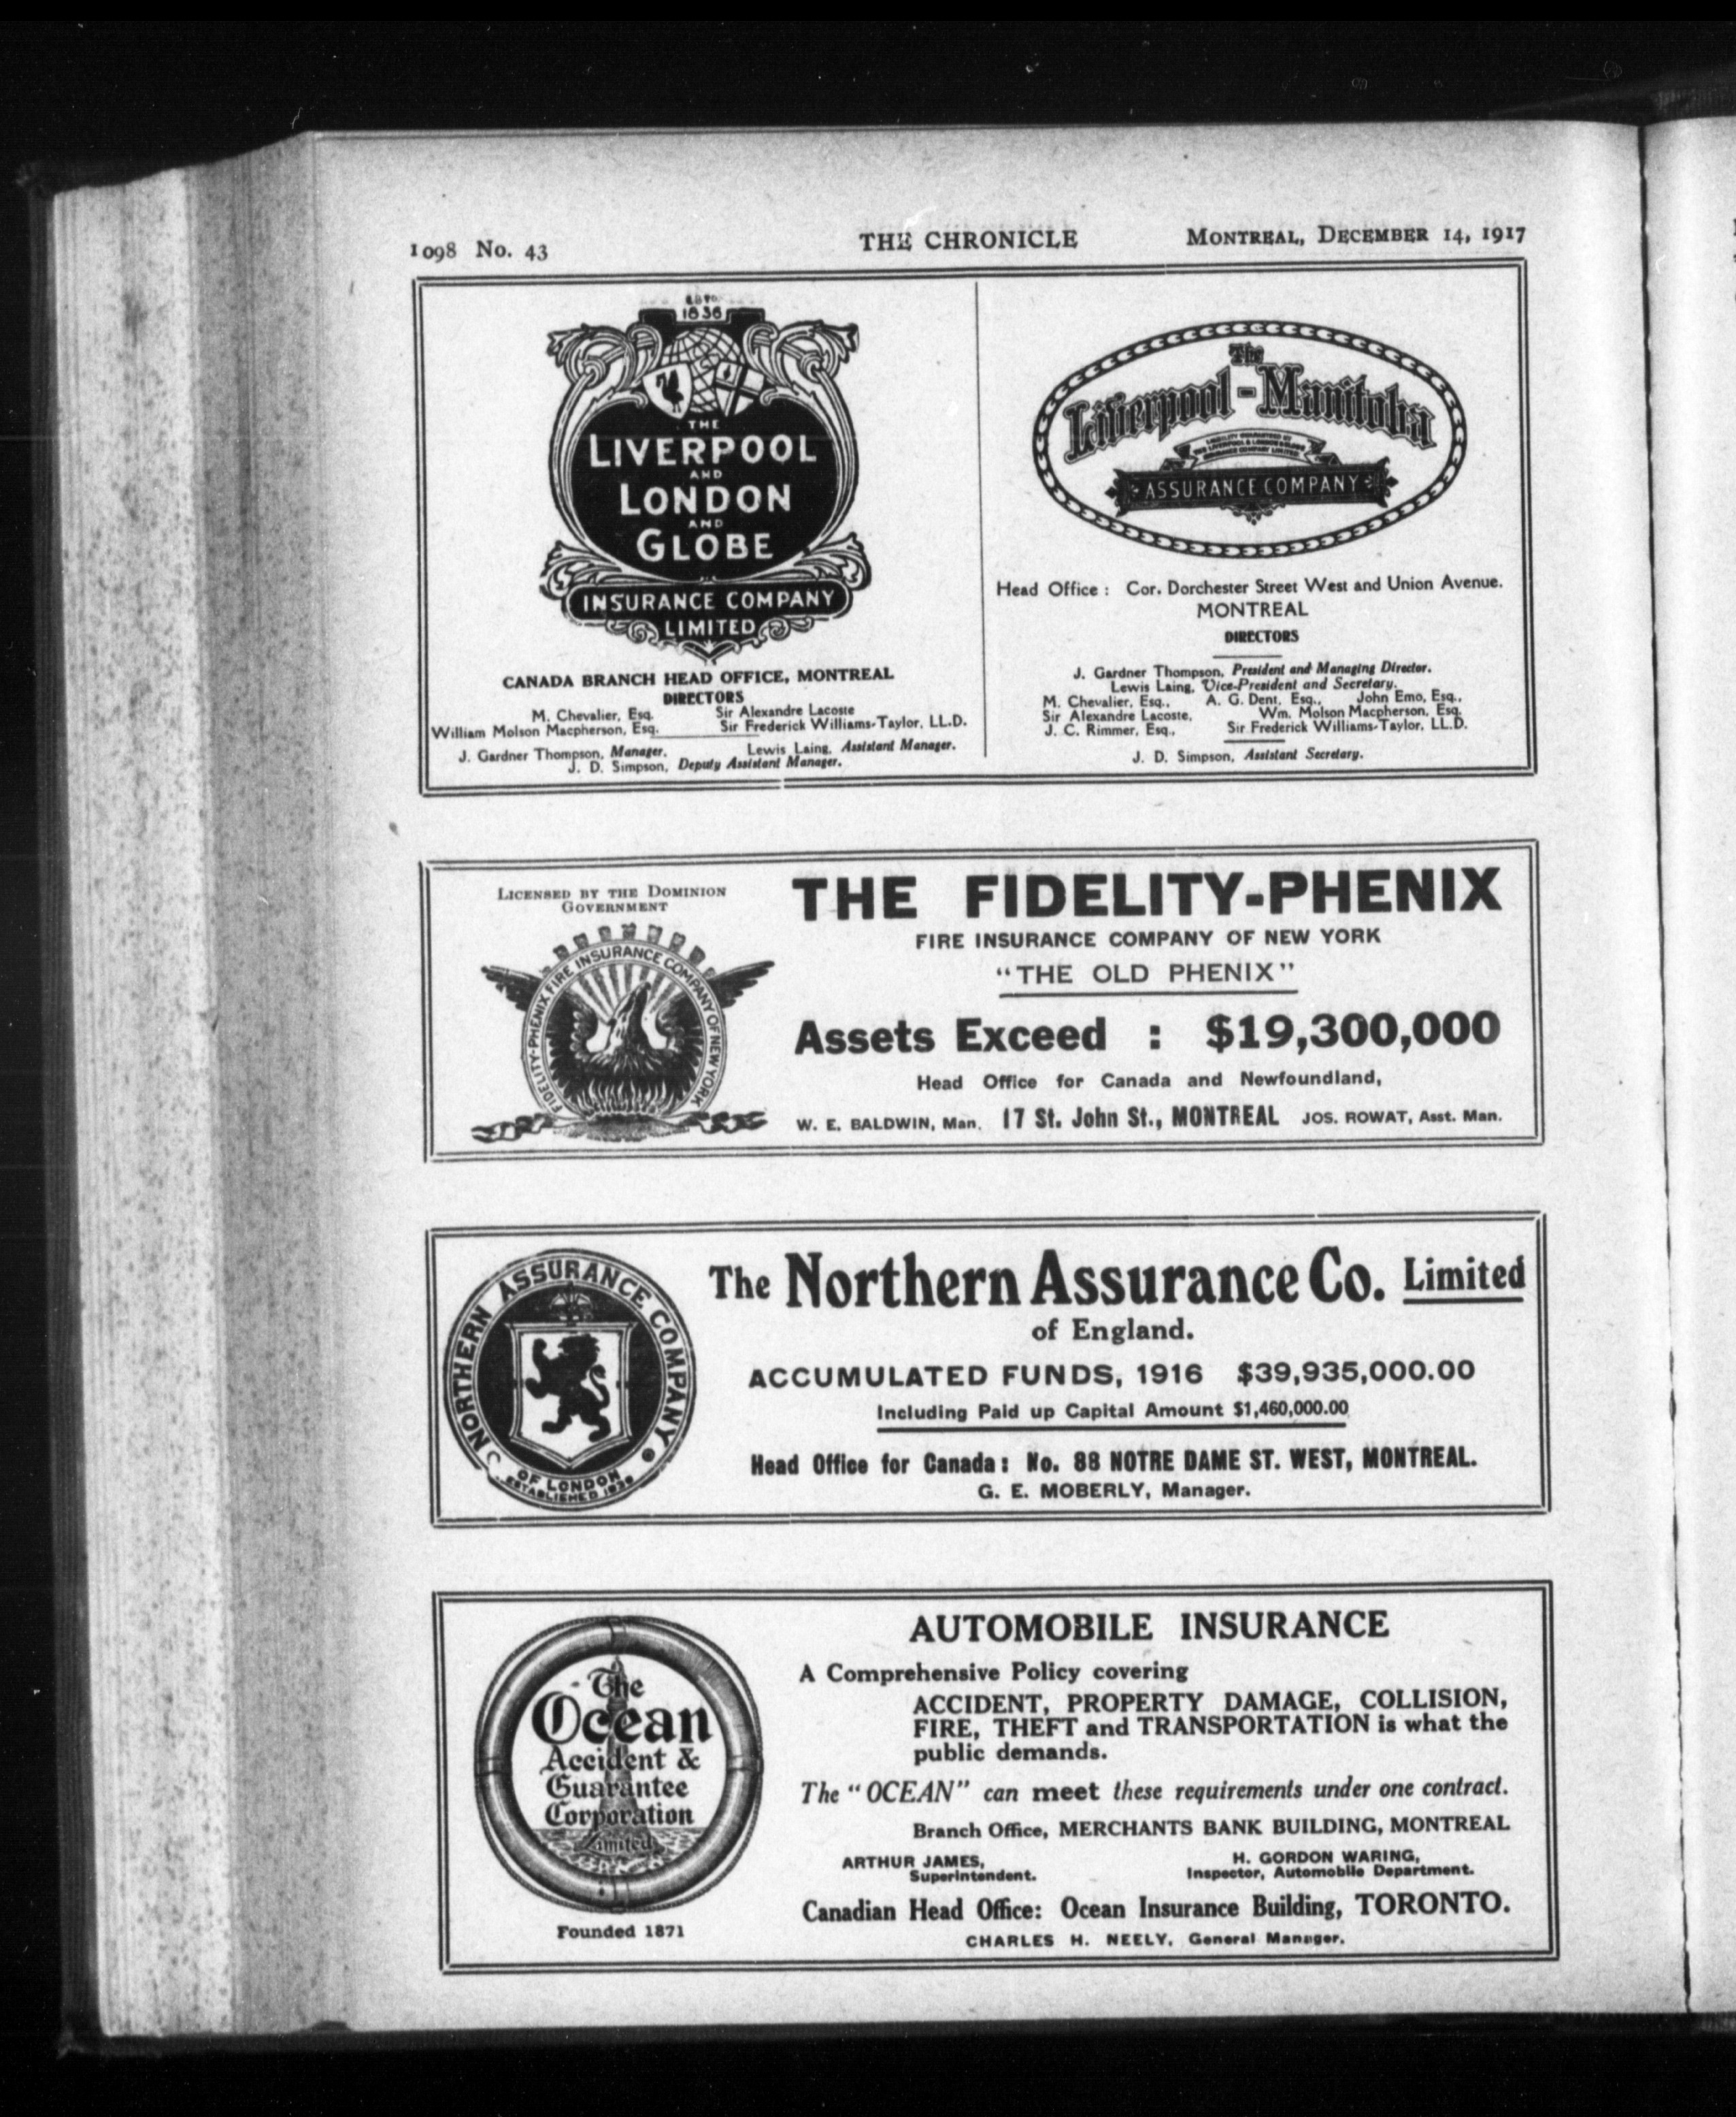 1098 No. 43 THE CHRONICLE MONTREAL, DECEMBER 14, 1917
1836
THE
LIVERPOOL
AND
LONDON
AND
GLOBE
INSURANCE COMPANY
LIMITED
CANADA BRANCH HEAD OFFICE, MONTREAL
DIRECTORS
M. Chevalier, Esq. Sir Alexandre Lacoste
William Molson Macpherson, Esq. Sir Frederick Williams-Taylor, LL.D.
J. Gardner Thompson, Manager. Lewis Laing, Assistant Manager.
J. D. Simpson, Deputy Assistant Manager.
The
Liverpool-Manitoba
ASSURANCE COMPANY
Head Office : Cor. Dorchester Street West and Union Avenue.
MONTREAL
DIRECTORS
J. Gardner Thompson, President and Managing Director.
Lewis Laing, Vice-President and Secretary.
M. Chevalier, Esq., A. G. Dent, Esq., John Emo, Esq.,
Sir Alexandre Lacoste, Wm. Molson Macpherson, Esq.
J. C. Rimmer, Esq., Sir Frederick Williams-Taylor, LL.D.
J. D. Simpson, Assistant Secretary.
LICENSED BY THE DOMINION
GOVERNMENT
FIDELITY-PHENIX FIRE INSURANCE COMPANY OF NEW YORK
THE FIDELITY-PHENIX
FIRE INSURANCE COMPANY OF NEW YORK
"THE OLD PHENIX"
Assets Exceed : $19,300,000
Head Office for Canada and Newfoundland,
W. E. BALDWIN, Man. 17 St. John St., MONTREAL JOS. ROWAT, Asst. Man.
NORTHERN ASSURANCE COMPANY
OF LONDON
ESTABLISHED 1836
The Northern Assurance Co. Limited
of England.
ACCUMULATED FUNDS, 1916 $39,935,000.00
Including Paid up Capital Amount $1,460,000.00
Head Office for Canada: No. 88 NOTRE DAME ST. WEST, MONTREAL.
G. E. MOBERLY, Manager.
The
Ocean
Accident &
Guarantee
Corporation
Limited
Founded 1871
AUTOMOBILE INSURANCE
A Comprehensive Policy covering
ACCIDENT, PROPERTY DAMAGE, COLLISION,
FIRE, THEFT and TRANSPORTATION is what the
public demands.
The "OCEAN" can meet these requirements under one contract.
Branch Office, MERCHANTS BANK BUILDING, MONTREAL
ARTHUR JAMES, H. GORDON WARING,
Superintendent. Inspector, Automobile Department.
Canadian Head Office: Ocean Insurance Building, TORONTO.
CHARLES H. NEELY, General Manager.